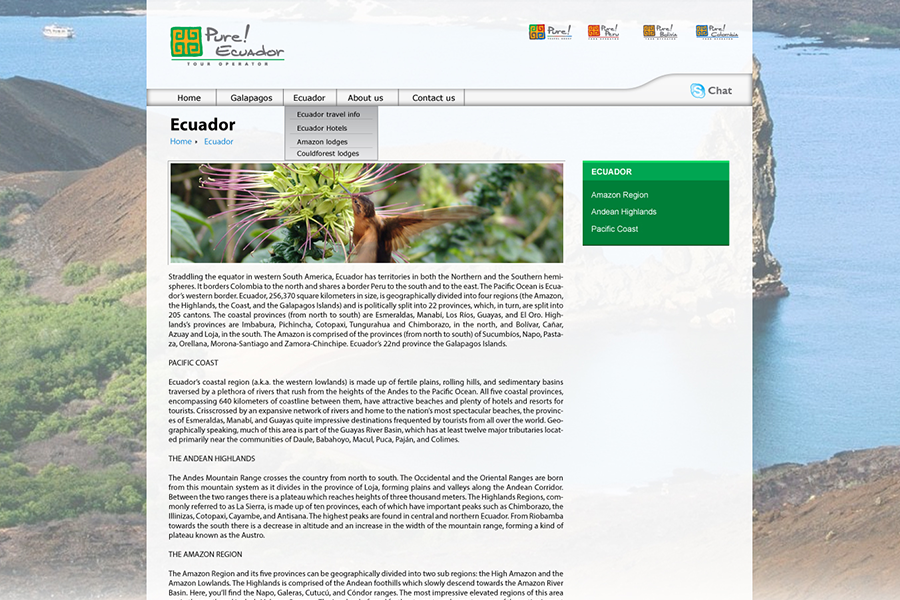 Pure!
Ecuador
TOUR OPERATOR
Pure!
Pure!
Peru
Pure!
Bolivia
Pure!
Colombia
Chat
Home
Galapagos
Ecuador
About us
Contact us
Ecuador travel info
Ecuador Hotels
Amazon lodges
Couldforest lodges
Ecuador
Home Ecuador
ECUADOR
Amazon Region
Andean Highlands
Pacific Coast
Straddling the equator in western South America, Ecuador has territories in both the Northern and the Southern hemi-
spheres. It borders Colombia to the north and shares a border Peru to the south and to the east. The Pacific Ocean is Ecua-
dor's western border. Ecuador, 256,370 square kilometers in size, is geographically divided into four regions (the Amazon,
the Highlands, the Coast, and the Galapagos Islands) and is politically split into 22 provinces, which, in turn, are split into
205 cantons. The coastal provinces (from north to south) are Esmeraldas, Manabí, Los Ríos, Guayas, and El Oro. High-
lands's provinces are Imbabura, Pichincha, Cotopaxi, Tungurahua and Chimborazo, in the north, and Bolívar, Cañar,
Azuay and Loja, in the south. The Amazon is comprised of the provinces (from north to south) of Sucumbios, Napo, Pasta-
za, Orellana, Morona-Santiago and Zamora-Chinchipe. Ecuador's 22nd province the Galapagos Islands.
PACIFIC COAST
Ecuador's coastal region (a.k.a. the western lowlands) is made up of fertile plains, rolling hills, and sedimentary basins
traversed by a plethora of rivers that rush from the heights of the Andes to the Pacific Ocean. All five coastal provinces,
encompassing 640 kilometers of coastline between them, have attractive beaches and plenty of hotels and resorts for
tourists. Crisscrossed by an expansive network of rivers and home to the nation's most spectacular beaches, the provinc-
es of Esmeraldas, Manabí, and Guayas quite impressive destinations frequented by tourists from all over the world. Geo-
graphically speaking, much of this area is part of the Guayas River Basin, which has at least twelve major tributaries locat-
ed primarily near the communities of Daule, Babahoyo, Macul, Puca, Paján, and Colimes.
THE ANDEAN HIGHLANDS
The Andes Mountain Range crosses the country from north to south. The Occidental and the Oriental Ranges are born
from this mountain system as it divides in the province of Loja, forming plains and valleys along the Andean Corridor.
Between the two ranges there is a plateau which reaches heights of three thousand meters. The Highlands Regions, com-
monly referred to as La Sierra, is made up of ten provinces, each of which have important peaks such as Chimborazo, the
Illinizas, Cotopaxi, Cayambe, and Antisana. The highest peaks are found in central and northern Ecuador. From Riobamba
towards the south there is a decrease in altitude and an increase in the width of the mountain range, forming a kind of
plateau known as the Austro.
THE AMAZON REGION
The Amazon Region and its five provinces can be geographically divided into two sub regions: the High Amazon and the
Amazon Lowlands. The Highlands is comprised of the Andean foothills which slowly descend towards the Amazon River
Basin. Here, you'll find the Napo, Galeras, Cutucú, and Cóndor ranges. The most impressive elevated regions of this area